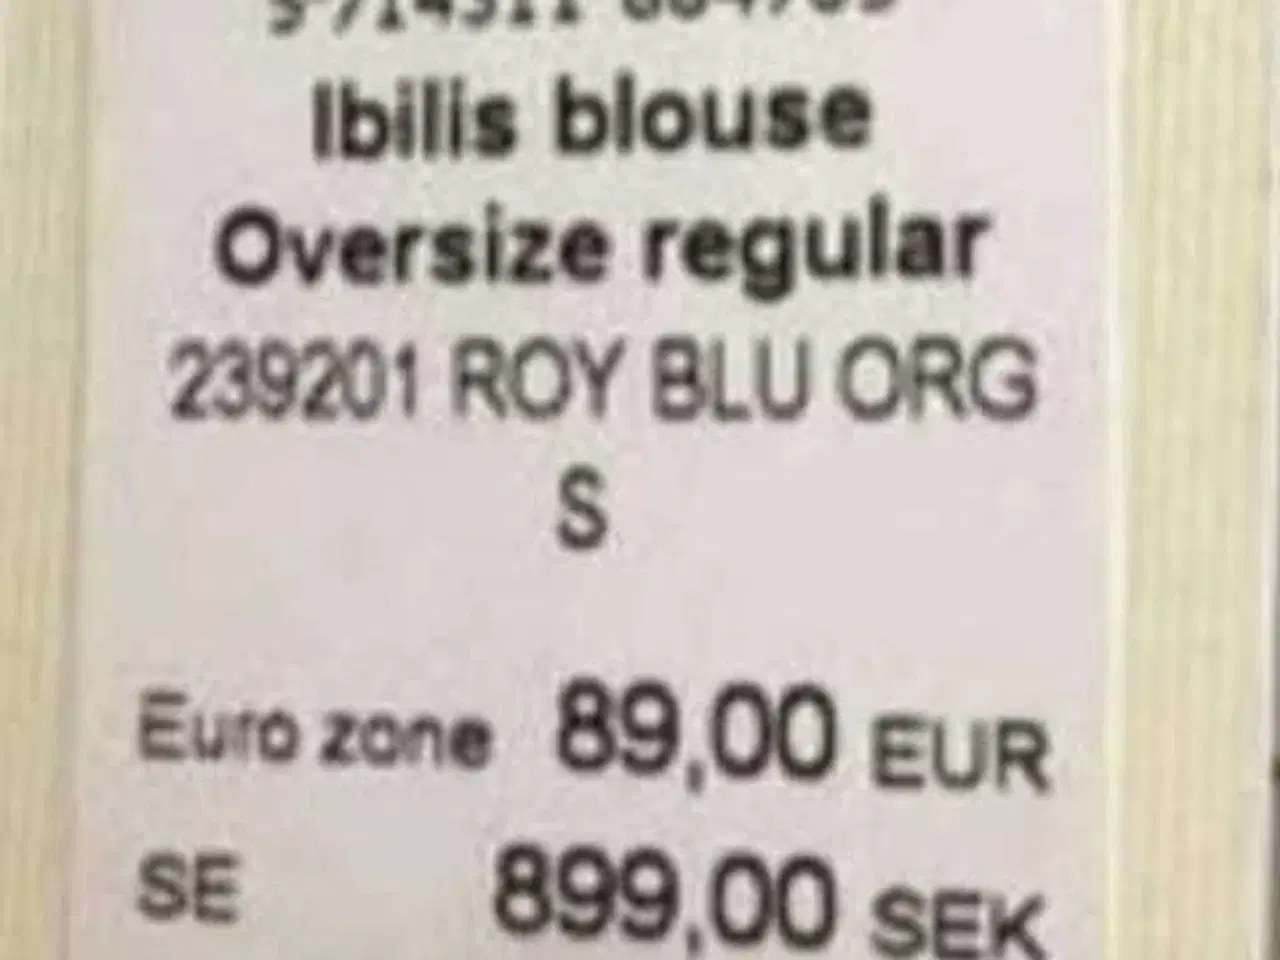 Ibilis blouse
Oversize regular
239201 ROY BLU ORG
S
Euro zone 89,00 EUR
SE 899,00 SEK